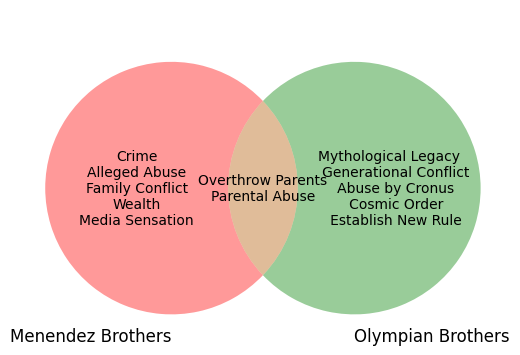 Crime
Alleged Abuse
Family Conflict
Wealth
Media Sensation
Overthrow Parents
Parental Abuse
Mythological Legacy
Generational Conflict
Abuse by Cronus
Cosmic Order
Establish New Rule
Menendez Brothers
Olympian Brothers